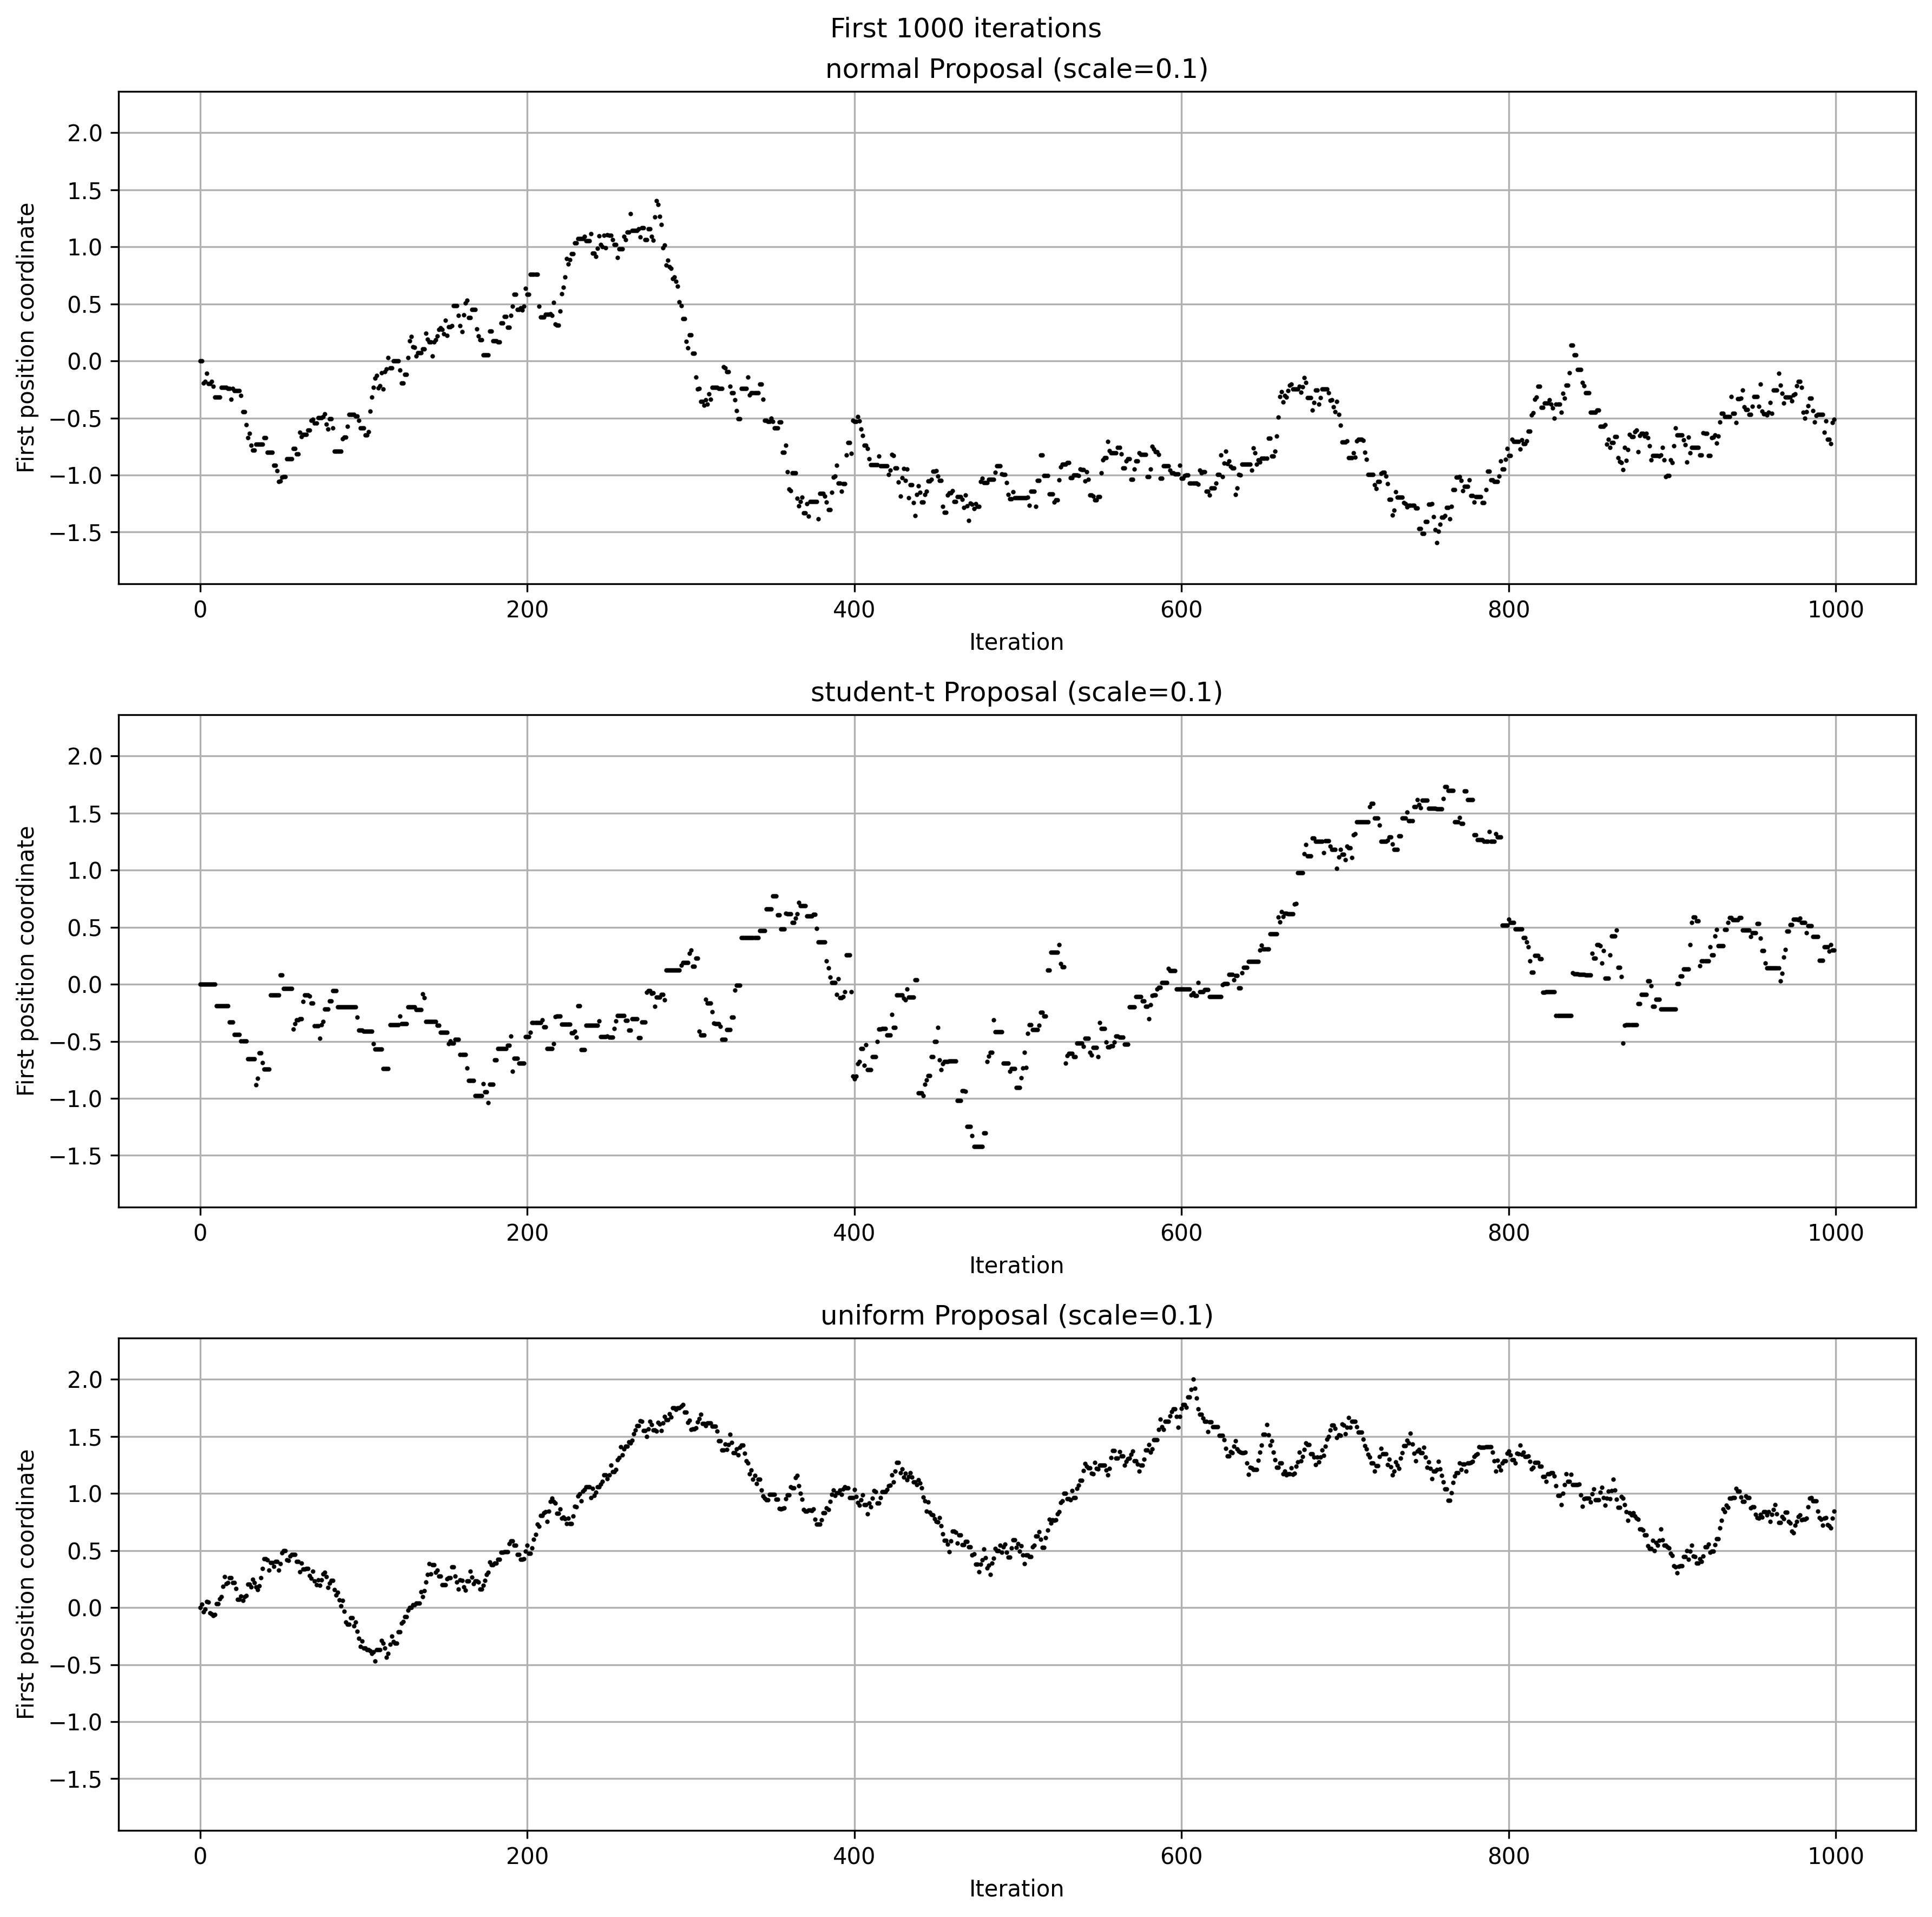 First 1000 iterations
normal Proposal (scale=0.1)
First position coordinate
2.0
1.5
1.0
0.5
0.0
−0.5
−1.0
−1.5
0 200 400 600 800 1000
Iteration
student-t Proposal (scale=0.1)
First position coordinate
2.0
1.5
1.0
0.5
0.0
−0.5
−1.0
−1.5
0 200 400 600 800 1000
Iteration
uniform Proposal (scale=0.1)
First position coordinate
2.0
1.5
1.0
0.5
0.0
−0.5
−1.0
−1.5
0 200 400 600 800 1000
Iteration